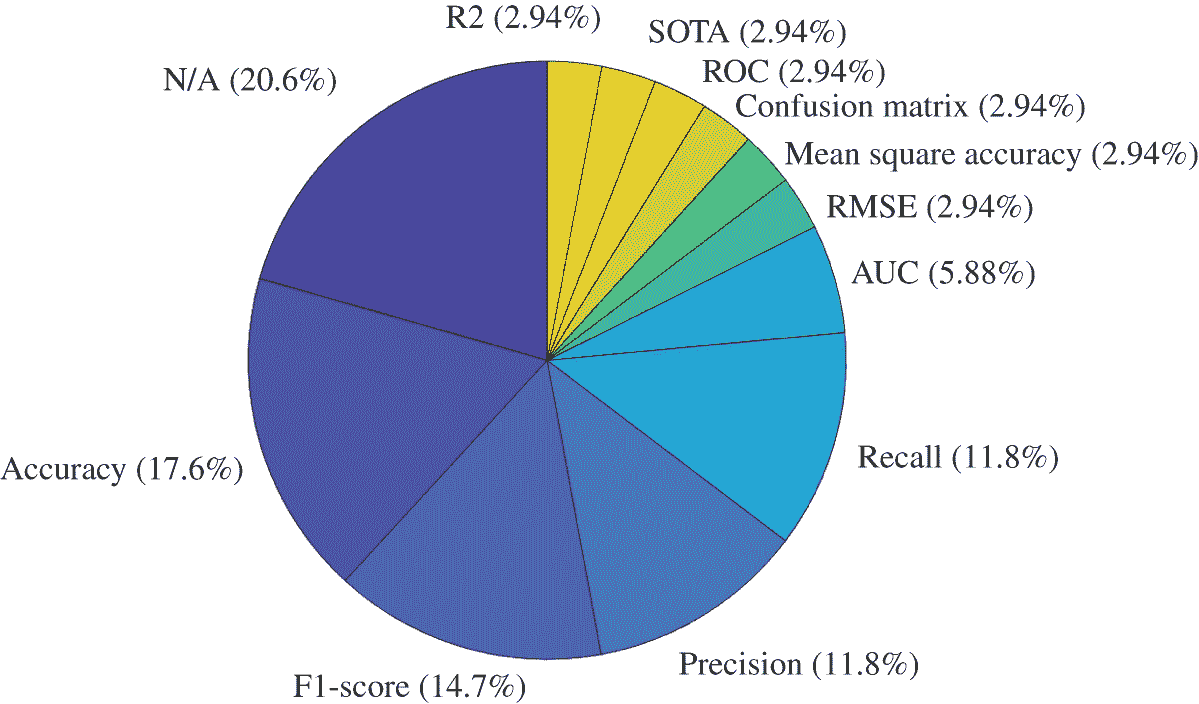 R2 (2.94%)
SOTA (2.94%)
N/A (20.6%)
ROC (2.94%)
Confusion matrix (2.94%)
Mean square accuracy (2.94%)
RMSE (2.94%)
AUC (5.88%)
Accuracy (17.6%)
Recall (11.8%)
Precision (11.8%)
F1-score (14.7%)